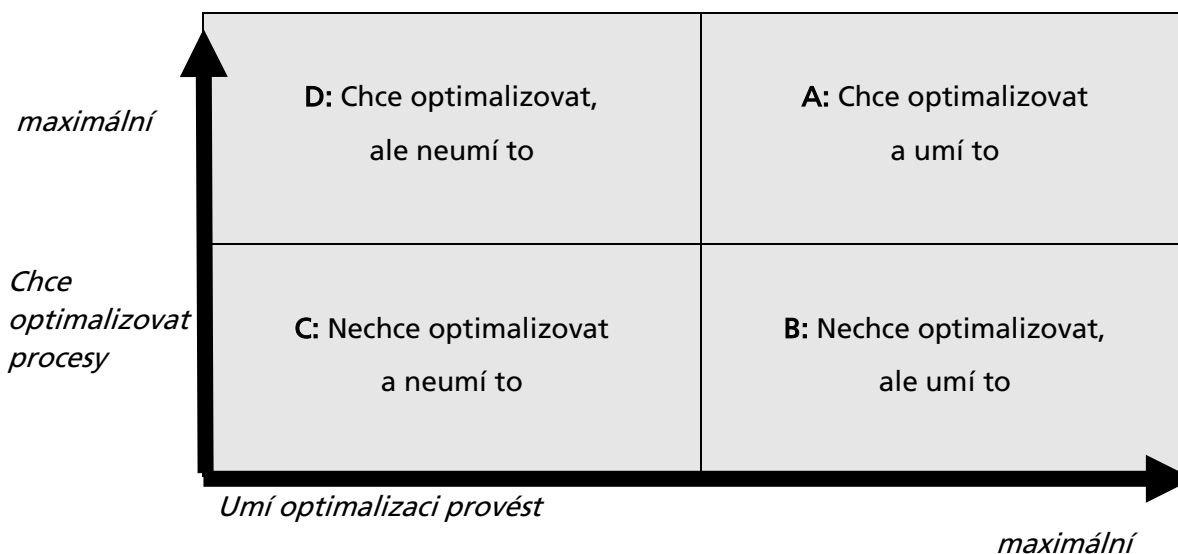 D: Chce optimalizovat,
ale neumí to
A: Chce optimalizovat
a umí to
maximální
Chce
optimalizovat
procesy
C: Nechce optimalizovat
a neumí to
B: Nechce optimalizovat,
ale umí to
Umí optimalizaci provést
maximální